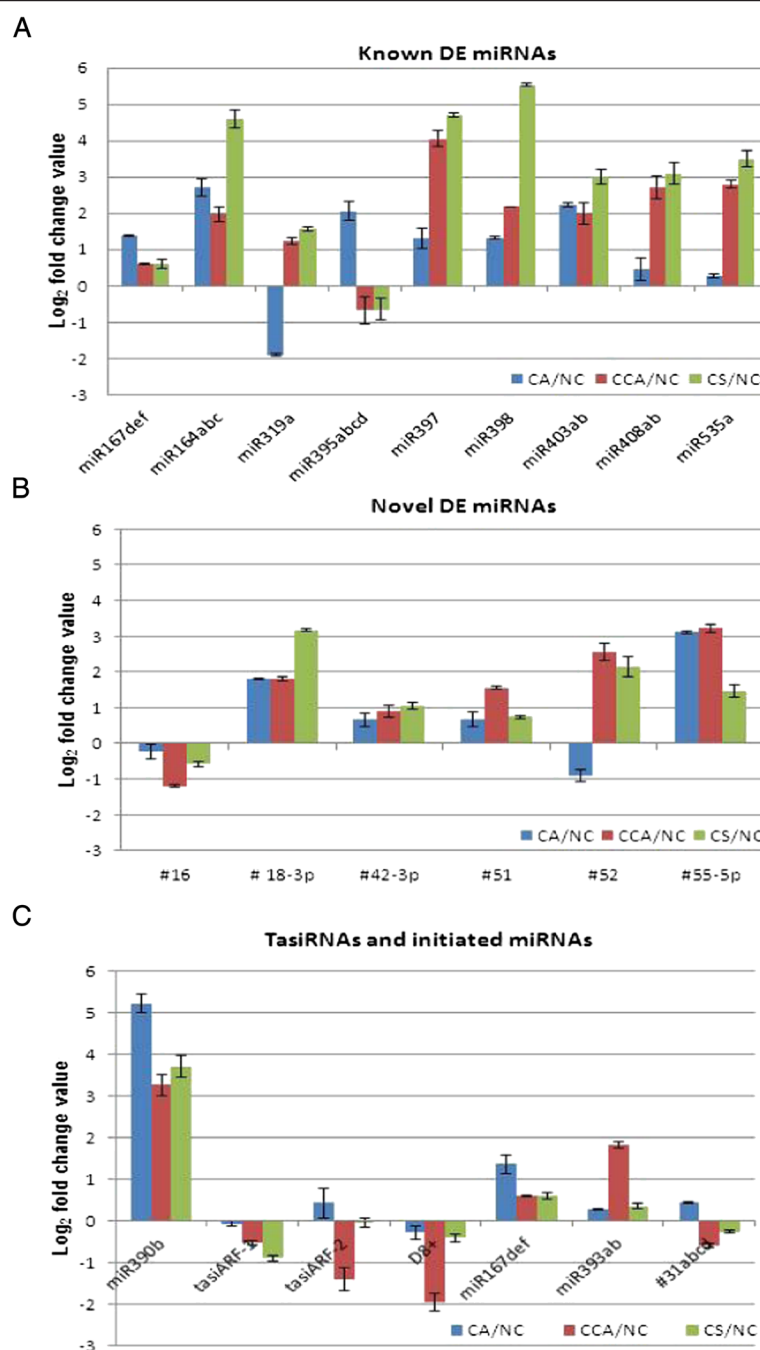 A
Known DE miRNAs
Log2 fold change value
6
5
4
3
2
1
0
-1
-2
-3
CA/NC CCA/NC CS/NC
miR167def miR164abc miR319a miR395abcd miR397 miR398 miR403ab miR408ab miR535a
B
Novel DE miRNAs
Log2 fold change value
6
5
4
3
2
1
0
-1
-2
-3
CA/NC CCA/NC CS/NC
#16 # 18-3p #42-3p #51 #52 #55-5p
C
TasiRNAs and initiated miRNAs
Log2 fold change value
6
5
4
3
2
1
0
-1
-2
-3
miR390b tasiARF-1 tasiARF-2 D8+ miR167def miR393ab #31abcd
CA/NC CCA/NC CS/NC